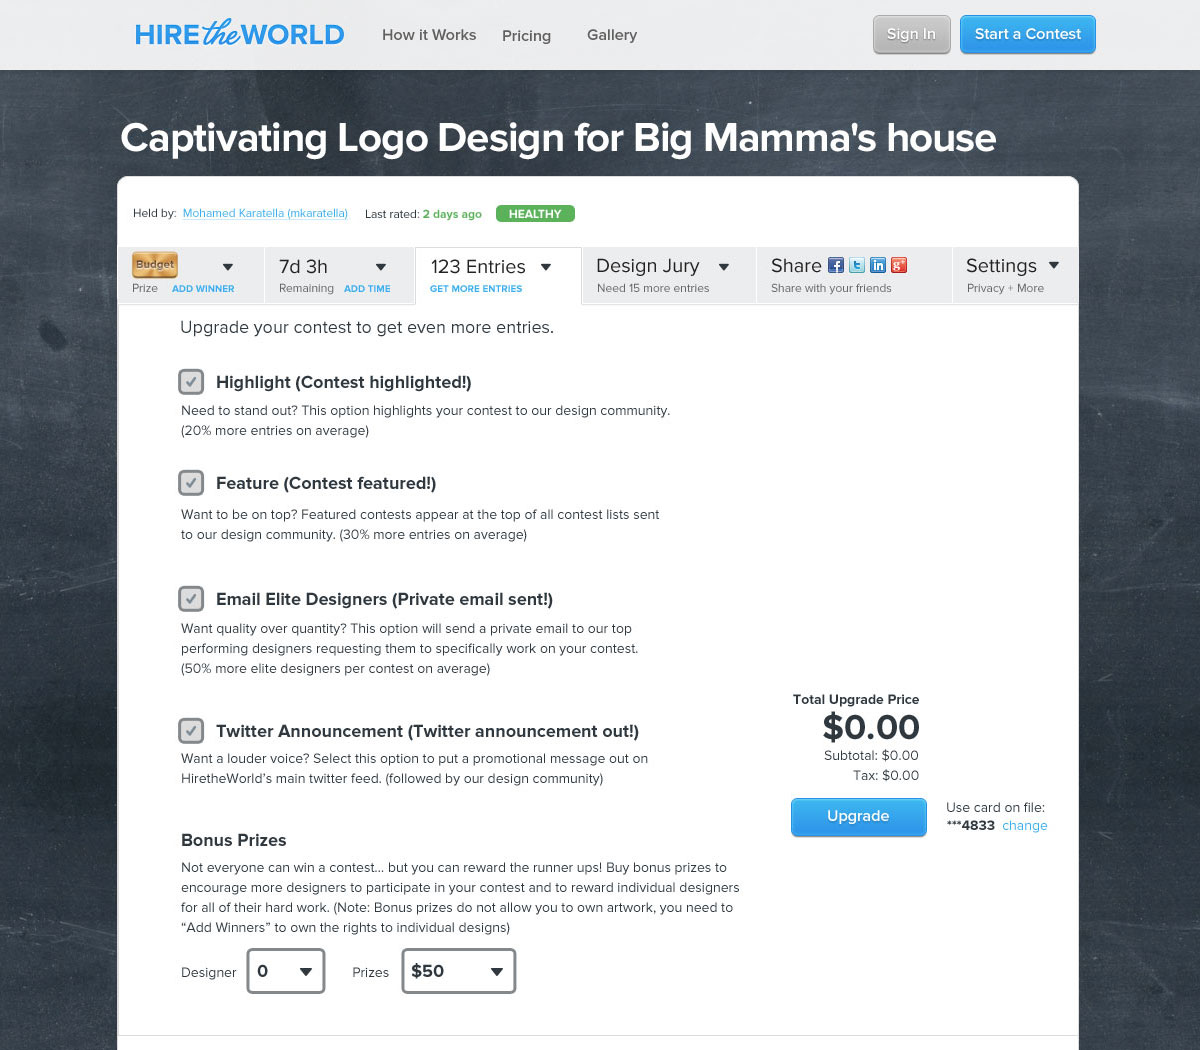 HIREtheWORLD
How it Works Pricing Gallery Sign In Start a Contest
Captivating Logo Design for Big Mamma's house
Held by: Mohamed Karatella (mkaratella) Last rated: 2 days ago HEALTHY
Budget 7d 3h 123 Entries Design Jury Share Settings
Prize ADD WINNER Remaining ADD TIME GET MORE ENTRIES Need 15 more entries Share with your friends Privacy + More
Upgrade your contest to get even more entries.
Highlight (Contest highlighted!)
Need to stand out? This option highlights your contest to our design community.
(20% more entries on average)
Feature (Contest featured!)
Want to be on top? Featured contests appear at the top of all contest lists sent
to our design community. (30% more entries on average)
Email Elite Designers (Private email sent!)
Want quality over quantity? This option will send a private email to our top
performing designers requesting them to specifically work on your contest.
(50% more elite designers per contest on average)
Twitter Announcement (Twitter announcement out!)
Want a louder voice? Select this option to put a promotional message out on
HiretheWorld's main twitter feed. (followed by our design community)
Total Upgrade Price
$0.00
Subtotal: $0.00
Tax: $0.00
Upgrade
Use card on file:
***4833 change
Bonus Prizes
Not everyone can win a contest... but you can reward the runner ups! Buy bonus prizes to
encourage more designers to participate in your contest and to reward individual designers
for all of their hard work. (Note: Bonus prizes do not allow you to own artwork, you need to
“Add Winners” to own the rights to individual designs)
Designer 0 Prizes $50